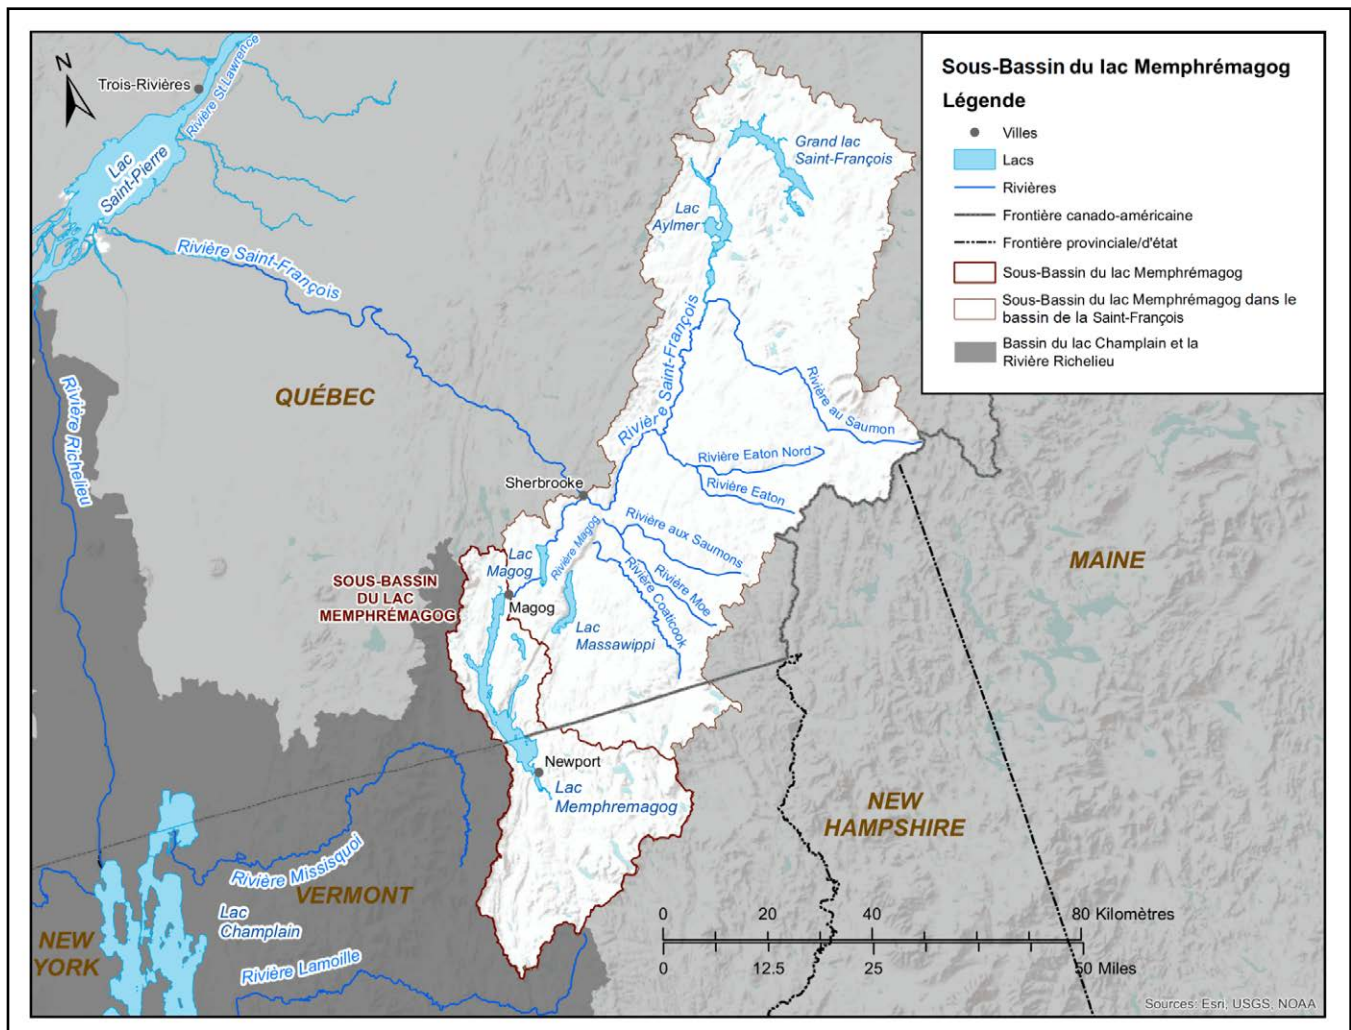 N
Trois-Rivières
Rivière St-Lawrence
Lac
Saint-Pierre
Rivière Saint-François
Rivière Richelieu
QUÉBEC
Grand lac
Saint-François
Lac
Aylmer
Rivière Saint-François
Rivière au Saumon
Rivière Eaton Nord
Rivière Eaton
Sherbrooke
Rivière aux Saumons
Rivière Magog
Rivière Moe
Rivière Coaticook
Lac
Magog
Magog
SOUS-BASSIN
DU LAC
MEMPHRÉMAGOG
Lac
Massawippi
MAINE
Newport
Lac
Memphremagog
NEW
HAMPSHIRE
Rivière Missisquoi
VERMONT
Lac
Champlain
NEW
YORK
Rivière Lamoille
Sous-Bassin du lac Memphrémagog
Légende
Villes
Lacs
Rivières
Frontière canado-américaine
Frontière provinciale/d'état
Sous-Bassin du lac Memphrémagog
Sous-Bassin du lac Memphrémagog dans le
bassin de la Saint-François
Bassin du lac Champlain et la
Rivière Richelieu
0 20 40 80 Kilomètres
0 12.5 25 50 Miles
Sources: Esri, USGS, NOAA